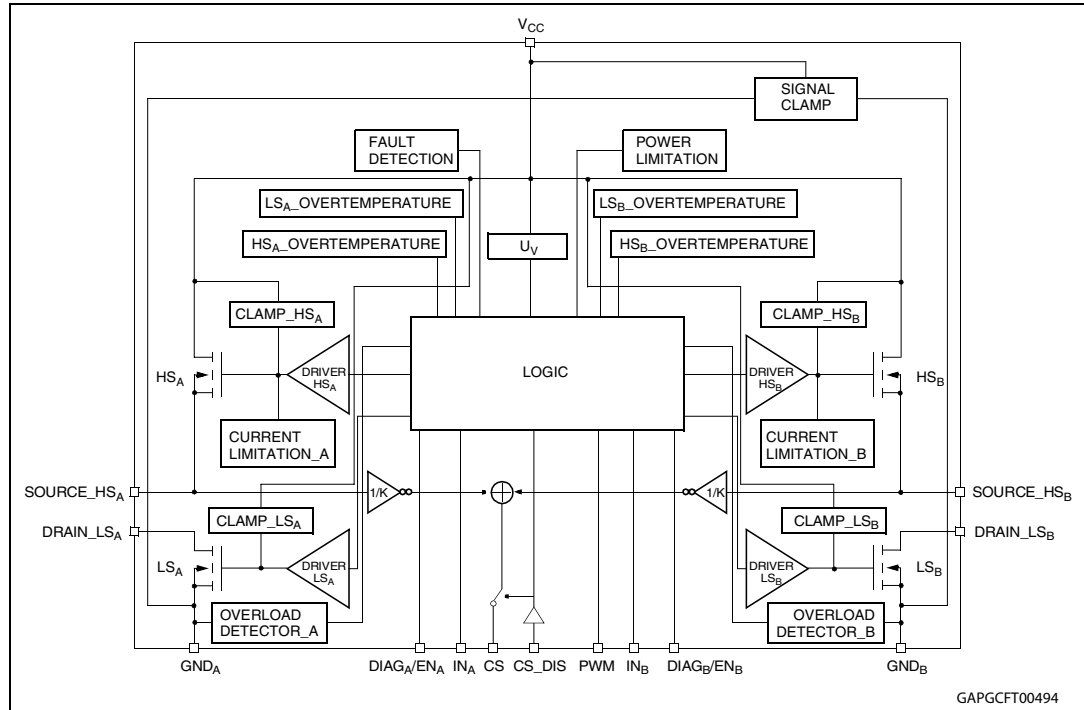 VCC
SIGNAL
CLAMP
FAULT
DETECTION
POWER
LIMITATION
LSA_OVERTEMPERATURE
LSB_OVERTEMPERATURE
HSA_OVERTEMPERATURE
UV
HSB_OVERTEMPERATURE
CLAMP_HSA
CLAMP_HSB
LOGIC
HSA
DRIVER
HSA
DRIVER
HSB
HSB
CURRENT
LIMITATION_A
CURRENT
LIMITATION_B
SOURCE_HSA
1/K
1/K
SOURCE_HSB
DRAIN_LSA
CLAMP_LSA
CLAMP_LSB
DRAIN_LSB
LSA
DRIVER
LSA
DRIVER
LSB
LSB
OVERLOAD
DETECTOR_A
OVERLOAD
DETECTOR_B
GNDA
DIAGA/ENA
INA
CS
CS_DIS
PWM
INB
DIAGB/ENB
GNDB
GAPGCFT00494